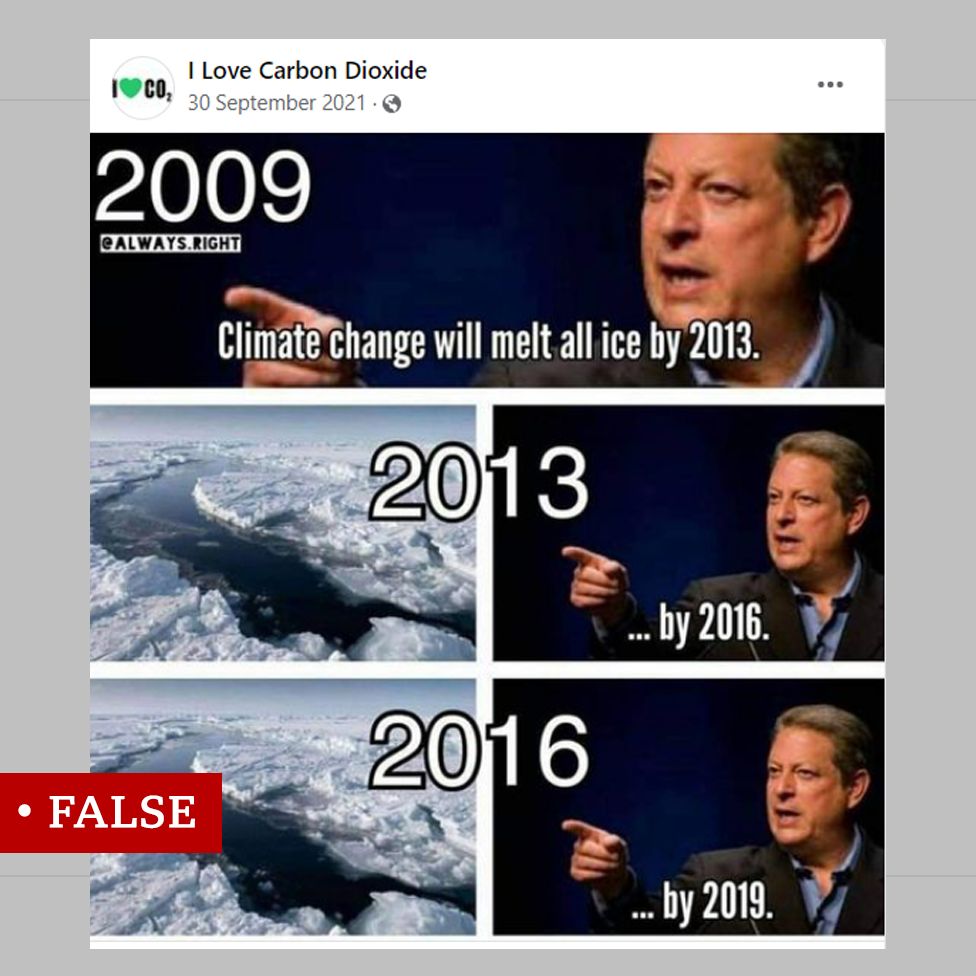 I CO₂
I Love Carbon Dioxide
30 September 2021 ·
2009
@ALWAYS.RIGHT
Climate change will melt all ice by 2013.
2013
... by 2016.
2016
• FALSE
... by 2019.